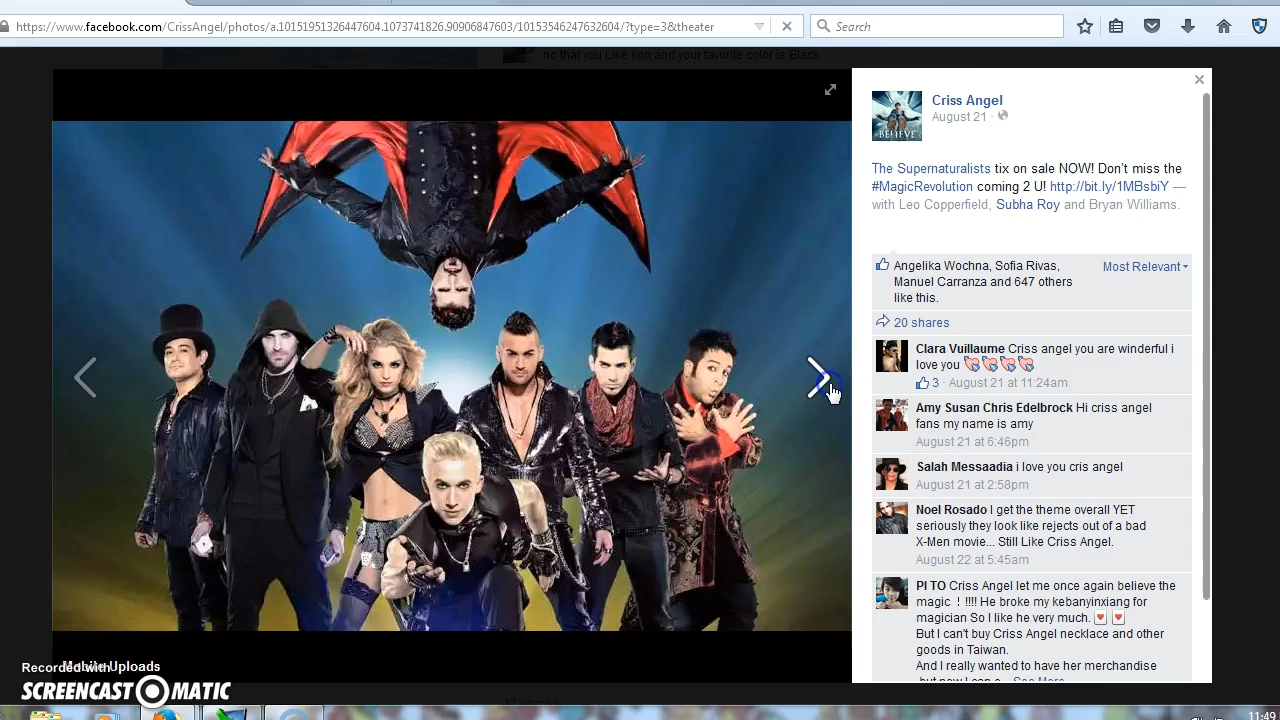 https://www.facebook.com/CrissAngel/photos/a.10151951326447604.1073741826.90906847603/10153546247632604/?type=3&theater
Search
no that you Like kon and your favorite color is Black
Criss Angel
August 21 ·
BELIEVE
The Supernaturalists tix on sale NOW! Don't miss the
#MagicRevolution coming 2 U! http://bit.ly/1MBsbiY —
with Leo Copperfield, Subha Roy and Bryan Williams.
Angelika Wochna, Sofia Rivas,
Manuel Carranza and 647 others
like this.
Most Relevant
20 shares
Clara Vuillaume Criss angel you are winderful i
love you
3 · August 21 at 11:24am
Amy Susan Chris Edelbrock Hi criss angel
fans my name is amy
August 21 at 6:46pm
Salah Messaadia i love you cris angel
August 21 at 2:58pm
Noel Rosado I get the theme overall YET
seriously they look like rejects out of a bad
X-Men movie... Still Like Criss Angel.
August 22 at 5:45am
PI TO Criss Angel let me once again believe the
magic ！!!!! He broke my kebanyinxiang for
magician So I like he very much.
But I can't buy Criss Angel necklace and other
goods in Taiwan.
And I really wanted to have her merchandise
See More
Mobile Uploads
Recorded with
SCREENCAST-O-MATIC
11:49